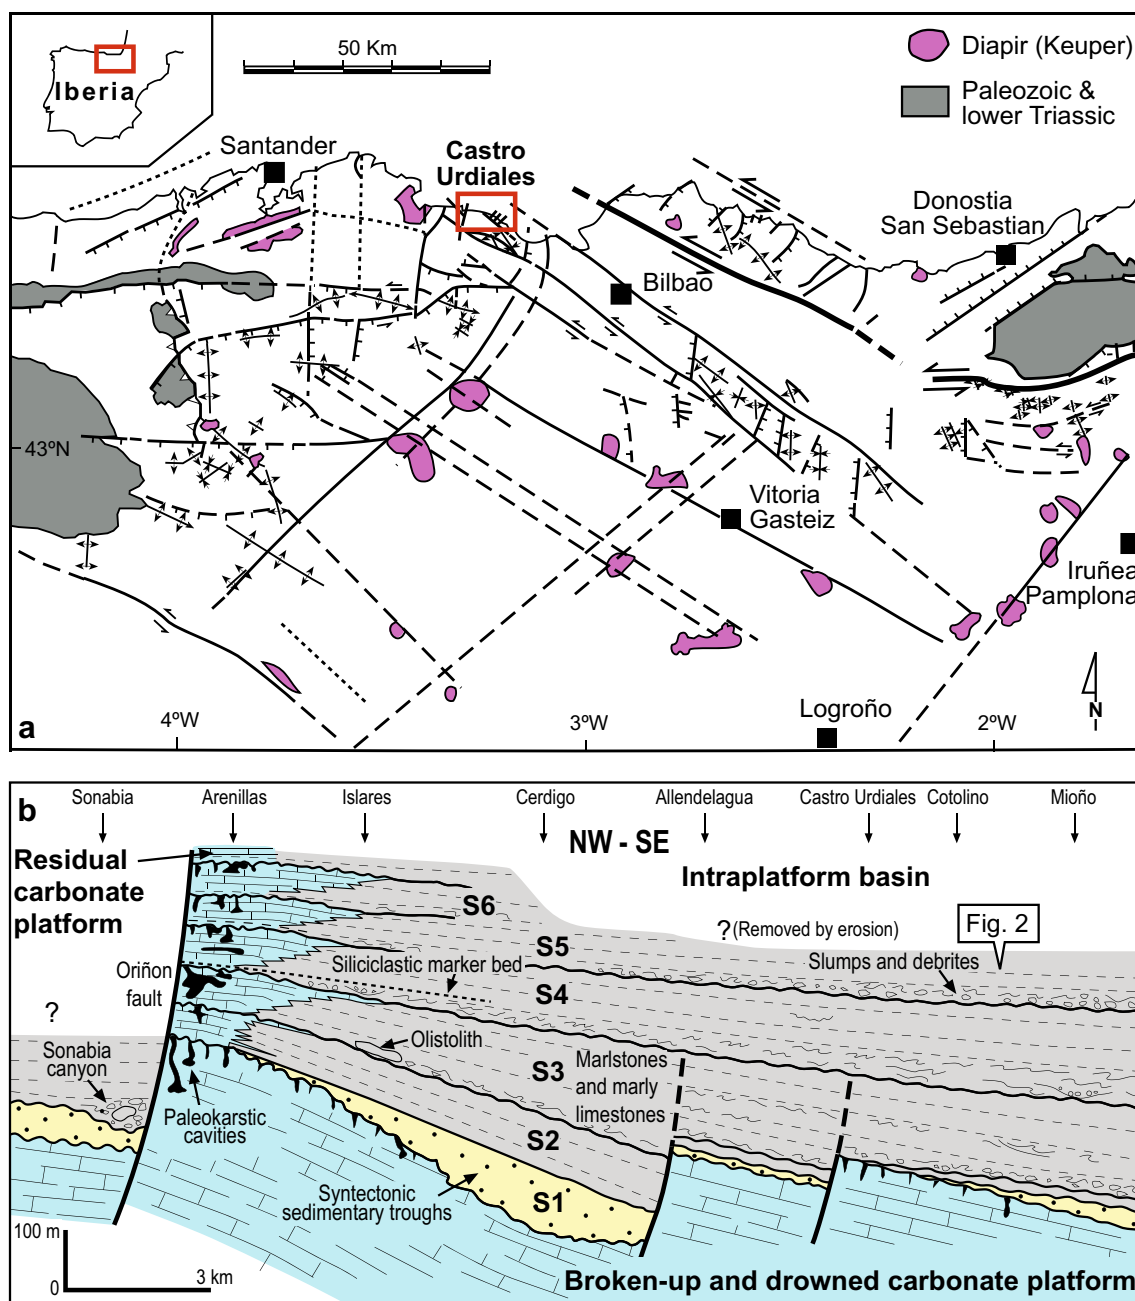 Iberia
50 Km
Diapir (Keuper)
Paleozoic &
lower Triassic
Santander
Castro
Urdiales
Donostia
San Sebastian
Bilbao
43ºN
Vitoria
Gasteiz
Iruñea
Pamplona
Logroño
N
4ºW
3ºW
2ºW
a
b
Sonabia
Arenillas
Islares
Cerdigo
Allendelagua
Castro Urdiales
Cotolino
Mioño
NW - SE
Residual
carbonate
platform
Intraplatform basin
S6
?(Removed by erosion)
Fig. 2
S5
Siliciclastic marker bed
Slumps and debrites
Oriñon
fault
S4
?
Olistolith
Sonabia
canyon
S3
Marlstones
and marly
limestones
Paleokarstic
cavities
S2
Syntectonic
sedimentary troughs
S1
100 m
0
3 km
Broken-up and drowned carbonate platform